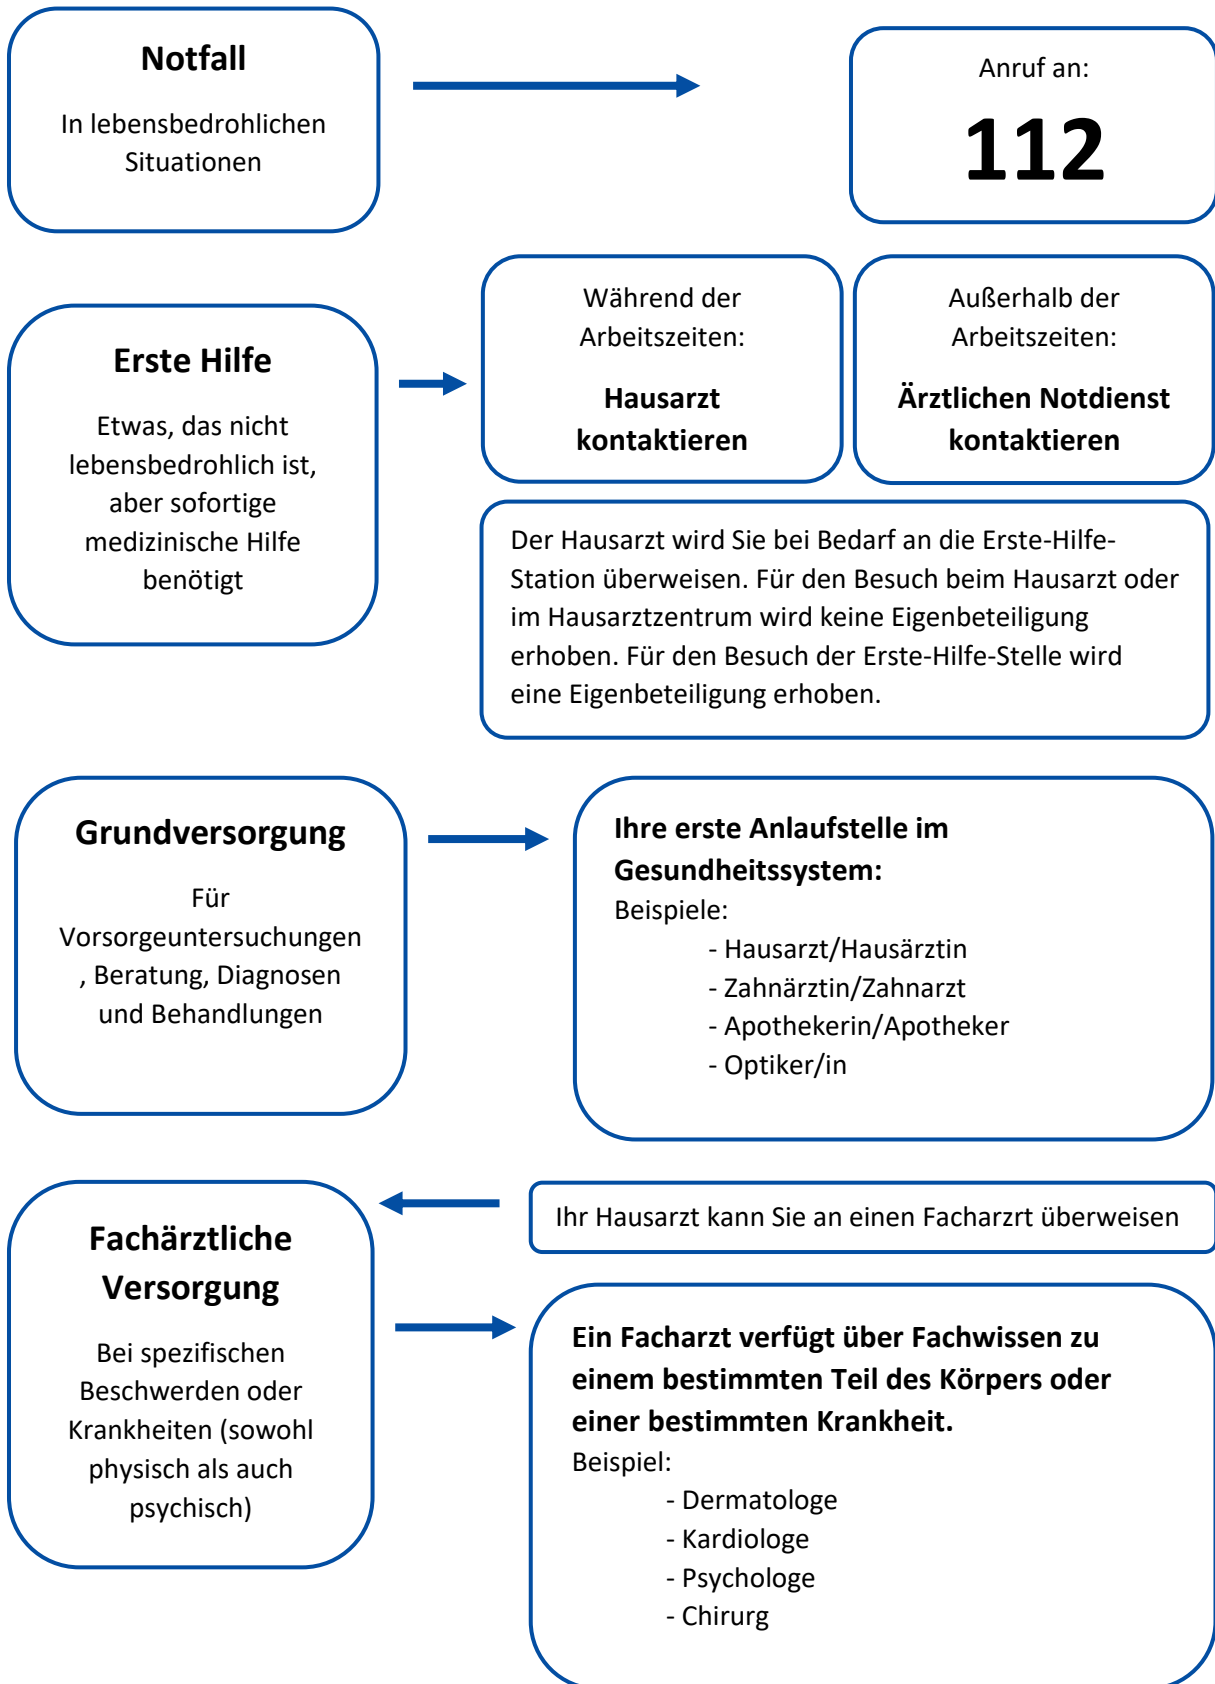 Notfall
In lebensbedrohlichen
Situationen
Anruf an:
112
Erste Hilfe
Etwas, das nicht
lebensbedrohlich ist,
aber sofortige
medizinische Hilfe
benötigt
Während der
Arbeitszeiten:
Hausarzt
kontaktieren
Außerhalb der
Arbeitszeiten:
Ärztlichen Notdienst
kontaktieren
Der Hausarzt wird Sie bei Bedarf an die Erste-Hilfe-
Station überweisen. Für den Besuch beim Hausarzt oder
im Hausarztzentrum wird keine Eigenbeteiligung
erhoben. Für den Besuch der Erste-Hilfe-Stelle wird
eine Eigenbeteiligung erhoben.
Grundversorgung
Für
Vorsorgeuntersuchungen
, Beratung, Diagnosen
und Behandlungen
Ihre erste Anlaufstelle im
Gesundheitssystem:
Beispiele:
- Hausarzt/Hausärztin
- Zahnärztin/Zahnarzt
- Apothekerin/Apotheker
- Optiker/in
Fachärztliche
Versorgung
Bei spezifischen
Beschwerden oder
Krankheiten (sowohl
physisch als auch
psychisch)
Ihr Hausarzt kann Sie an einen Facharzrt überweisen
Ein Facharzt verfügt über Fachwissen zu
einem bestimmten Teil des Körpers oder
einer bestimmten Krankheit.
Beispiel:
- Dermatologe
- Kardiologe
- Psychologe
- Chirurg